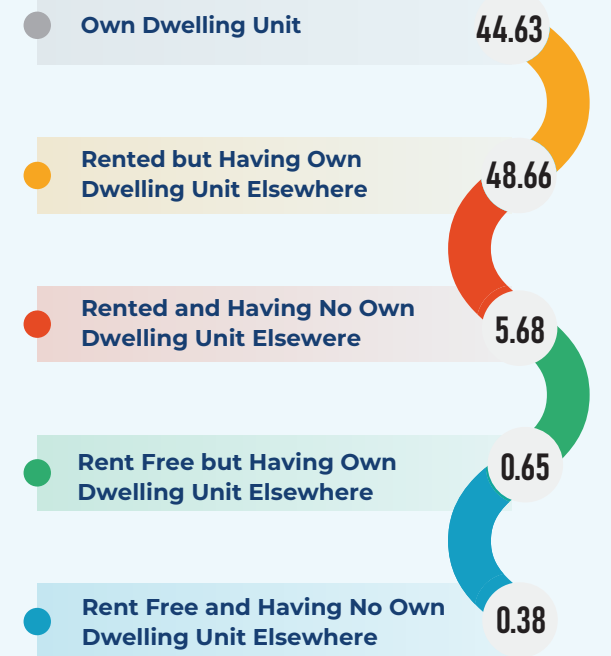 Own Dwelling Unit 44.63
Rented but Having Own
Dwelling Unit Elsewhere
48.66
Rented and Having No Own
Dwelling Unit Elsewere
5.68
Rent Free but Having Own
Dwelling Unit Elsewhere
0.65
Rent Free and Having No Own
Dwelling Unit Elsewhere
0.38